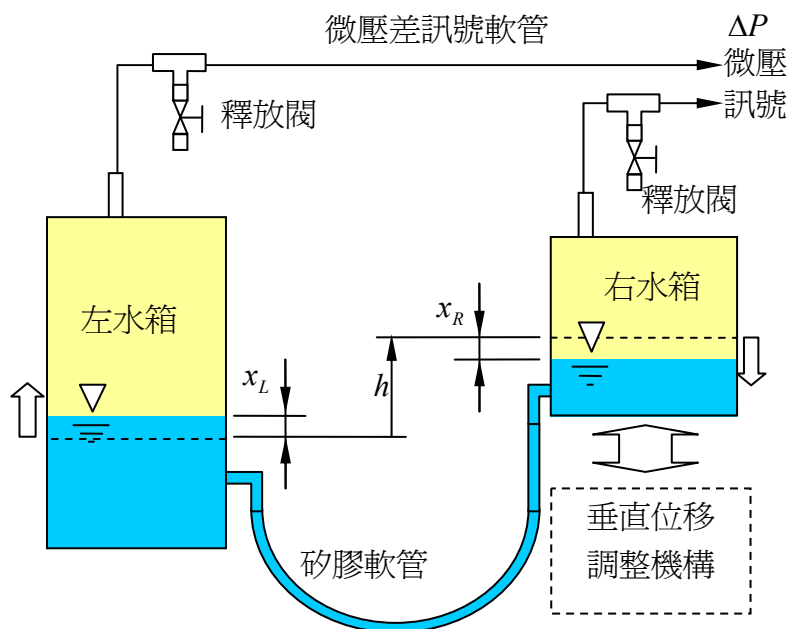 微壓差訊號軟管
ΔP
微壓
訊號
釋放閥
釋放閥
左水箱
右水箱
x_R
x_L
h
矽膠軟管
垂直位移
調整機構